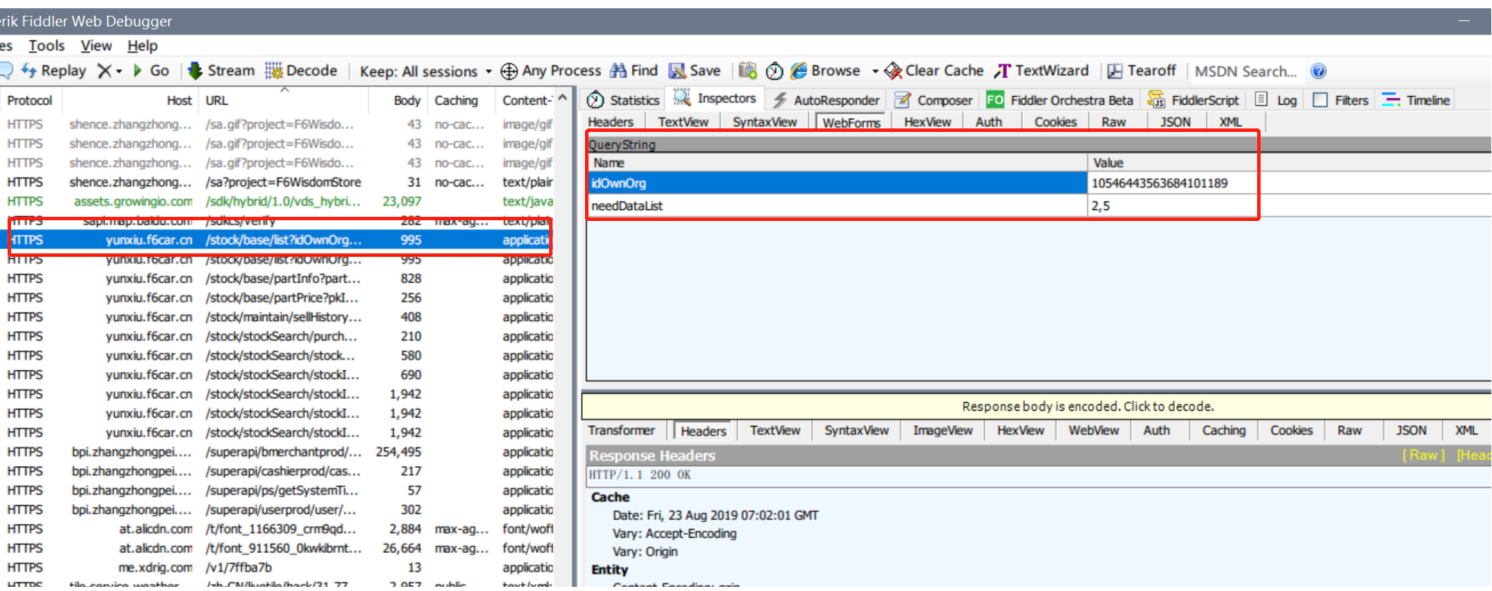 erik Fiddler Web Debugger
es Tools View Help
Replay Go Stream Decode Keep: All sessions Any Process Find Save Browse Clear Cache TextWizard Tearoff MSDN Search...
Protocol Host URL Body Caching Content-
HTTPS shence.zhangzhong... /sa.gif?project=F6Wisdo... 43 no-cac... image/gif
HTTPS shence.zhangzhong... /sa.gif?project=F6Wisdo... 43 no-cac... image/gif
HTTPS shence.zhangzhong... /sa.gif?project=F6Wisdo... 43 no-cac... image/gif
HTTPS shence.zhangzhong... /sa?project=F6WisdomStore 31 no-cac... text/plain
HTTPS assets.growingio.com /sdk/hybrid/1.0/vds_hybri... 23,097 text/java
HTTPS sapi.map.baidu.com /sdkcs/verify 282 max-ag... text/plain
HTTPS yunxiu.f6car.cn /stock/base/list?idOwnOrg... 995 applicatio
HTTPS yunxiu.f6car.cn /stock/base/list?idOwnOrg... 995 applicatio
HTTPS yunxiu.f6car.cn /stock/base/partInfo?part... 828 applicatio
HTTPS yunxiu.f6car.cn /stock/base/partPrice?pkI... 256 applicatio
HTTPS yunxiu.f6car.cn /stock/maintain/sellHistory... 408 applicatio
HTTPS yunxiu.f6car.cn /stock/stockSearch/purch... 210 applicatio
HTTPS yunxiu.f6car.cn /stock/stockSearch/stock... 580 applicatio
HTTPS yunxiu.f6car.cn /stock/stockSearch/stockI... 690 applicatio
HTTPS yunxiu.f6car.cn /stock/stockSearch/stockI... 1,942 applicatio
HTTPS yunxiu.f6car.cn /stock/stockSearch/stockI... 1,942 applicatio
HTTPS yunxiu.f6car.cn /stock/stockSearch/stockI... 1,942 applicatio
HTTPS bpi.zhangzhongpei.... /superapi/bmerchantprod/... 254,495 applicatio
HTTPS bpi.zhangzhongpei.... /superapi/cashierprod/cas... 217 applicatio
HTTPS bpi.zhangzhongpei.... /superapi/ps/getSystemTi... 57 applicatio
HTTPS bpi.zhangzhongpei.... /superapi/userprod/user/... 302 applicatio
HTTPS at.alicdn.com /t/font_1166309_crm9qd... 2,884 max-ag... font/woff
HTTPS at.alicdn.com /t/font_911560_0kwkibrnt... 26,664 max-ag... font/woff
HTTPS me.xdrig.com /v1/7ffba7b 13 applicatio
HTTPS tile-service.weather... 2,957 public
Statistics Inspectors AutoResponder Composer FO Fiddler Orchestra Beta FiddlerScript Log Filters Timeline
Headers TextView SyntaxView WebForms HexView Auth Cookies Raw JSON XML
QueryString
Name Value
idOwnOrg 10546443563684101189
needDataList 2,5
Response body is encoded. Click to decode.
Transformer Headers TextView SyntaxView ImageView HexView WebView Auth Caching Cookies Raw JSON XML
Response Headers [Raw] [Head
HTTP/1.1 200 OK
Cache
Date: Fri, 23 Aug 2019 07:02:01 GMT
Vary: Accept-Encoding
Vary: Origin
Entity
Content-Encoding: gzip